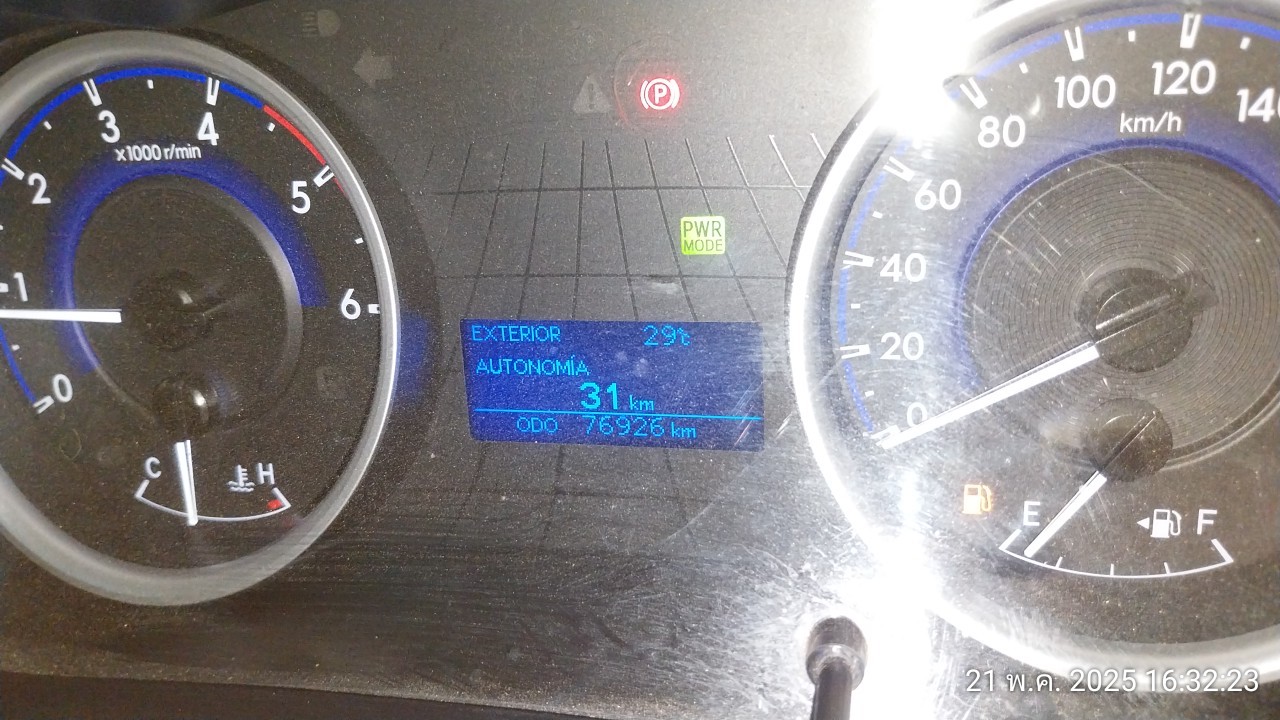 0
1
2
3
4
5
6
x1000 r/min
C
H
P
PWR
MODE
EXTERIOR 29℃
AUTONOMÍA
31 km
ODO 76926 km
0
20
40
60
80
100
120
14
km/h
E
F
21 พ.ค. 2025 16:32:23